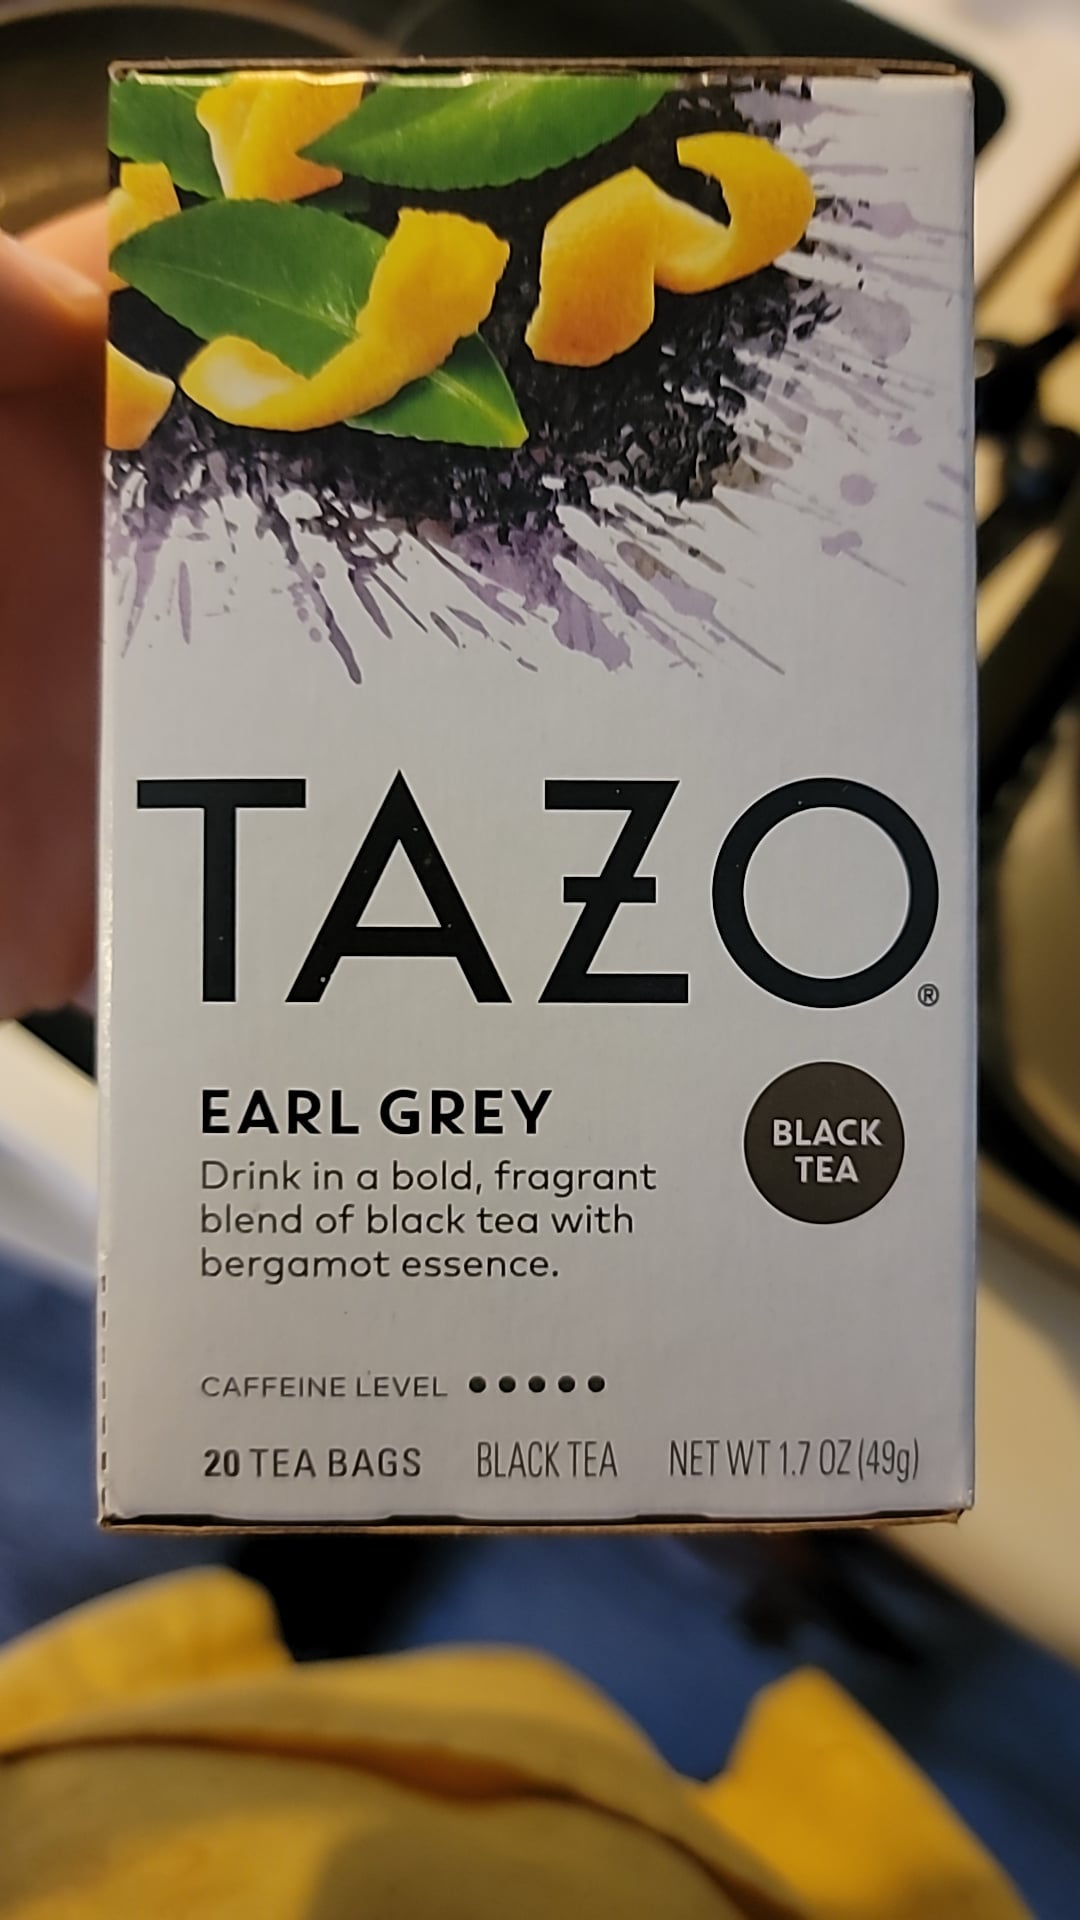 TAZO®
EARL GREY
Drink in a bold, fragrant
blend of black tea with
bergamot essence.
BLACK
TEA
CAFFEINE LEVEL •••••
20 TEA BAGS BLACK TEA NET WT 1.7 OZ (49g)